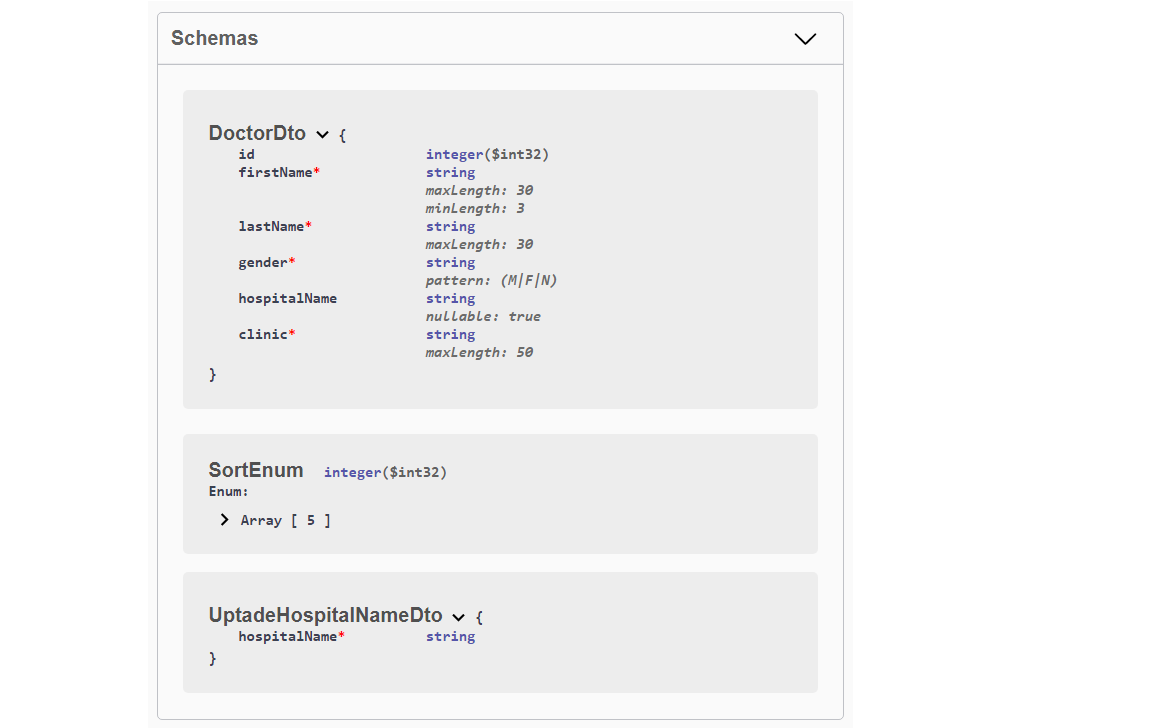 Schemas
DoctorDto {
id integer($int32)
firstName* string
maxLength: 30
minLength: 3
lastName* string
maxLength: 30
gender* string
pattern: (M|F|N)
hospitalName string
nullable: true
clinic* string
maxLength: 50
}
SortEnum integer($int32)
Enum:
Array [ 5 ]
UptadeHospitalNameDto {
hospitalName* string
}